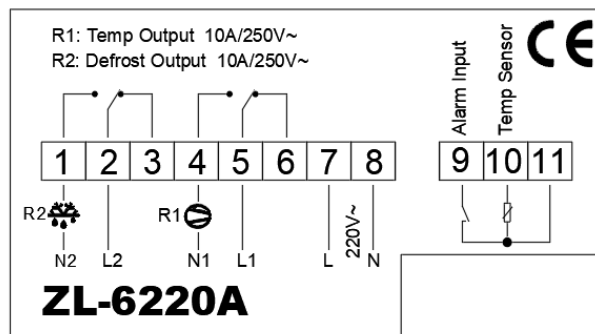 R1: Temp Output 10A/250V~
R2: Defrost Output 10A/250V~
CE
Alarm Input
Temp Sensor
1 2 3 4 5 6 7 8 9 10 11
R2 R1
220V~
N2 L2 N1 L1 L N
ZL-6220A